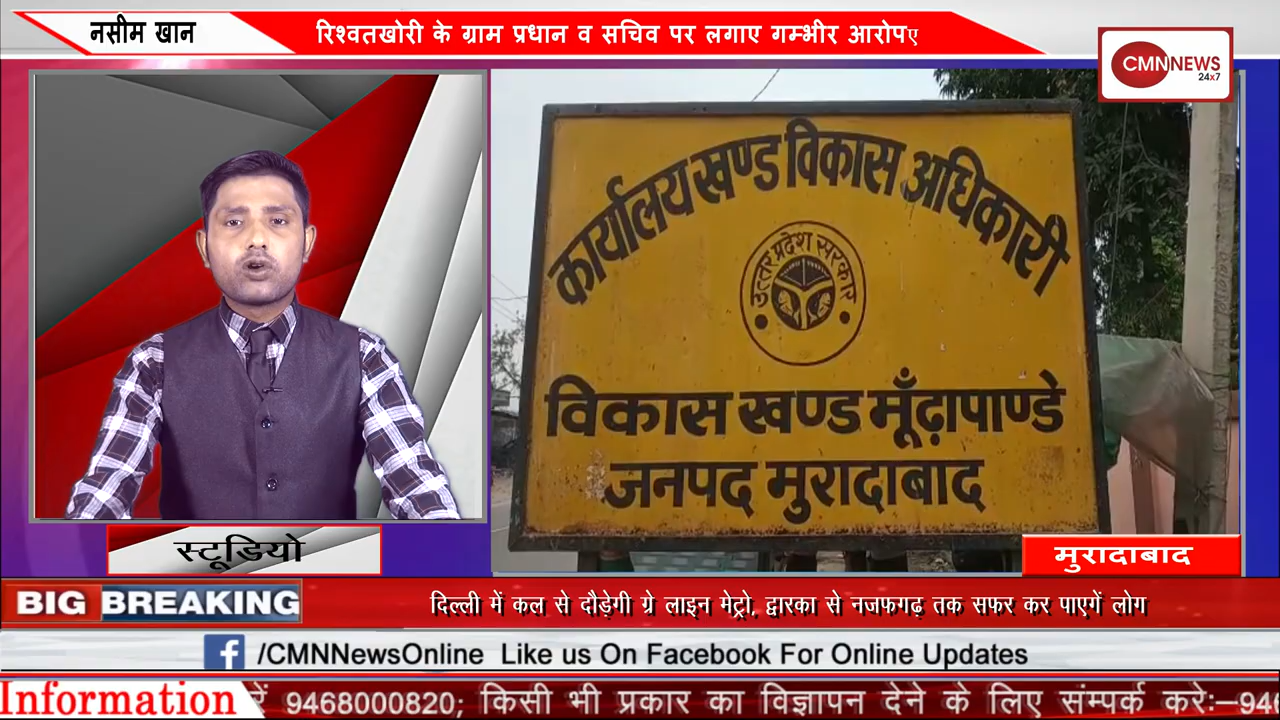 नसीम खान
रिश्वतखोरी के ग्राम प्रधान व सचिव पर लगाए गम्भीर आरोपए
CMNNEWS
24x7
कार्यालय खण्ड विकास अधिकारी
उत्तर प्रदेश सरकार
विकास खण्ड मूँढ़ापाण्डे
जनपद मुरादाबाद
स्टूडियो
मुरादाबाद
BIG BREAKING
दिल्ली में कल से दौड़ेगी ग्रे लाइन मेट्रो, द्वारका से नजफगढ़ तक सफर कर पाएगें लोग
/CMNNewsOnline Like us On Facebook For Online Updates
Information
9468000820; किसी भी प्रकार का विज्ञापन देने के लिए संम्पर्क करेः–